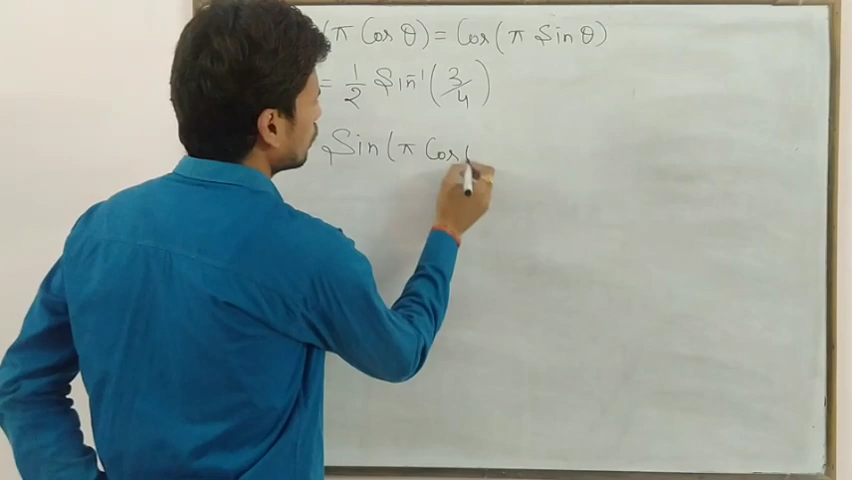 (π Cos θ) = Cos(π Sin θ)
= 1/2 Sin⁻¹(3/4)
Sin(π Cos